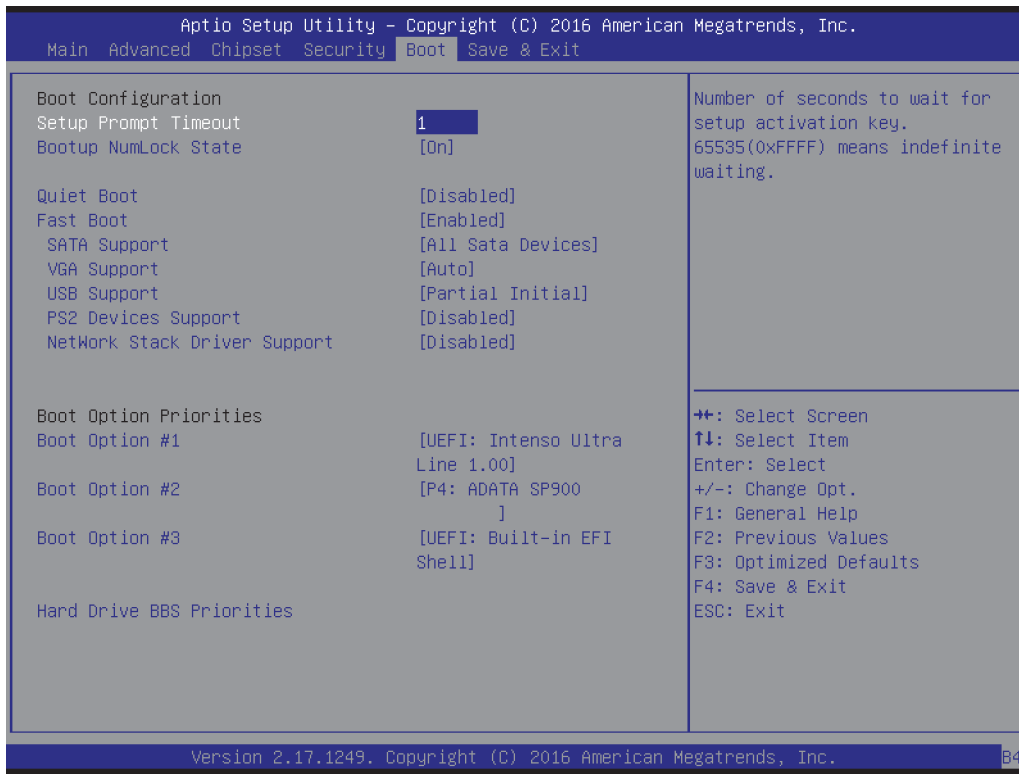 Aptio Setup Utility – Copyright (C) 2016 American Megatrends, Inc.
Main Advanced Chipset Security Boot Save & Exit
Boot Configuration
Setup Prompt Timeout 1
Bootup NumLock State [On]
Quiet Boot [Disabled]
Fast Boot [Enabled]
SATA Support [All Sata Devices]
VGA Support [Auto]
USB Support [Partial Initial]
PS2 Devices Support [Disabled]
NetWork Stack Driver Support [Disabled]
Boot Option Priorities
Boot Option #1 [UEFI: Intenso Ultra
Line 1.00]
Boot Option #2 [P4: ADATA SP900
]
Boot Option #3 [UEFI: Built-in EFI
Shell]
Hard Drive BBS Priorities
Number of seconds to wait for
setup activation key.
65535(0xFFFF) means indefinite
waiting.
→←: Select Screen
↑↓: Select Item
Enter: Select
+/-: Change Opt.
F1: General Help
F2: Previous Values
F3: Optimized Defaults
F4: Save & Exit
ESC: Exit
Version 2.17.1249. Copyright (C) 2016 American Megatrends, Inc.
B4